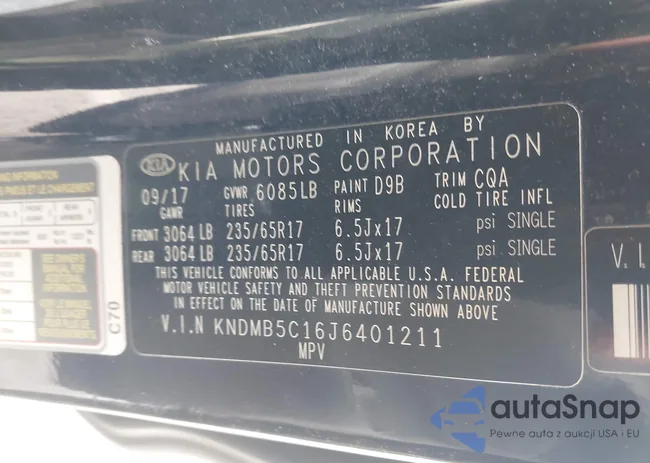 MANUFACTURED IN KOREA BY
KIA KIA MOTORS CORPORATION
09/17 GVWR 6085LB PAINT D9B TRIM CQA
GAWR TIRES RIMS COLD TIRE INFL
FRONT 3064 LB 235/65R17 6.5Jx17 psi SINGLE
REAR 3064 LB 235/65R17 6.5Jx17 psi SINGLE
THIS VEHICLE CONFORMS TO ALL APPLICABLE U.S.A. FEDERAL
MOTOR VEHICLE SAFETY AND THEFT PREVENTION STANDARDS
IN EFFECT ON THE DATE OF MANUFACTURE SHOWN ABOVE
V.I.N KNDMB5C16J6401211
MPV
C70
V.I.
autaSnap
Pewne auta z aukcji USA i EU